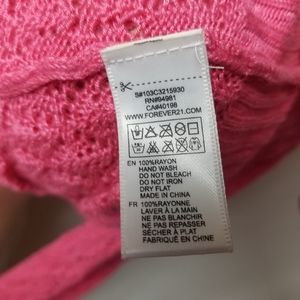 S#103C3215930
RN#94981
CA#40198
WWW.FOREVER21.COM
EN 100%RAYON
HAND WASH
DO NOT BLEACH
DO NOT IRON
DRY FLAT
MADE IN CHINA
FR 100%RAYONNE
LAVER À LA MAIN
NE PAS BLANCHIR
NE PAS REPASSER
SÉCHER À PLAT
FABRIQUÉ EN CHINE